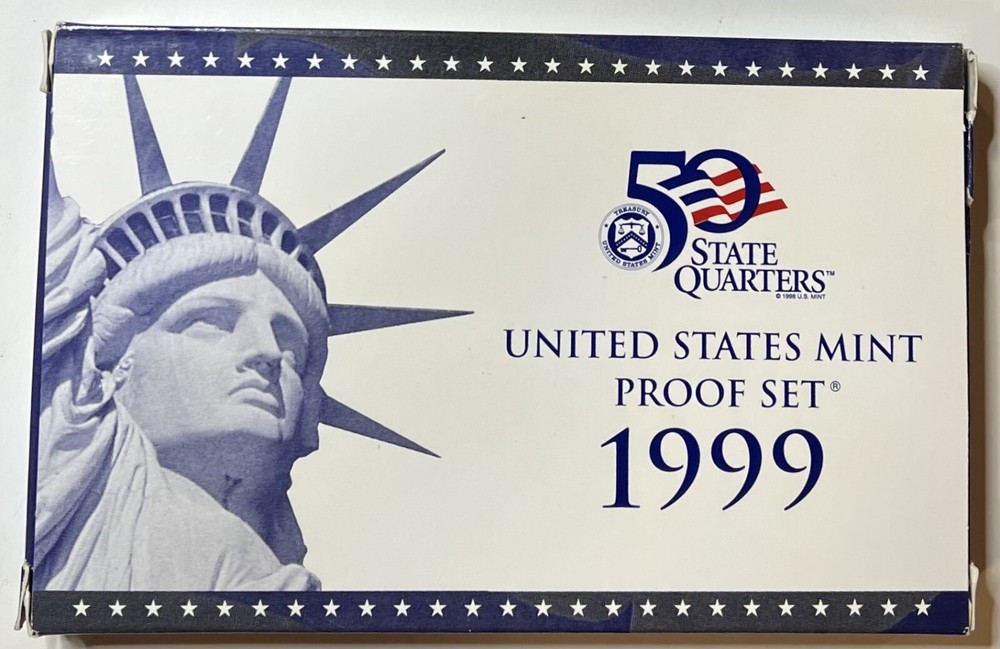 50
TREASURY
UNITED STATES MINT
STATE
QUARTERS™
© 1998 U.S. MINT
UNITED STATES MINT
PROOF SET®
1999